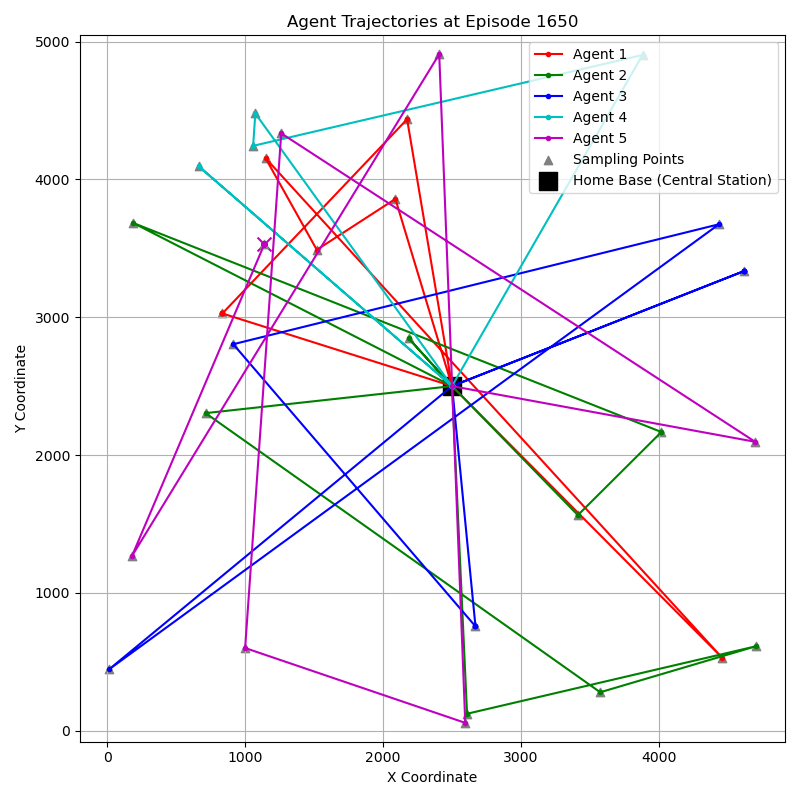 Agent Trajectories at Episode 1650
Agent 1
Agent 2
Agent 3
Agent 4
Agent 5
Sampling Points
Home Base (Central Station)
Y Coordinate
5000
4000
3000
2000
1000
0
0 1000 2000 3000 4000
X Coordinate